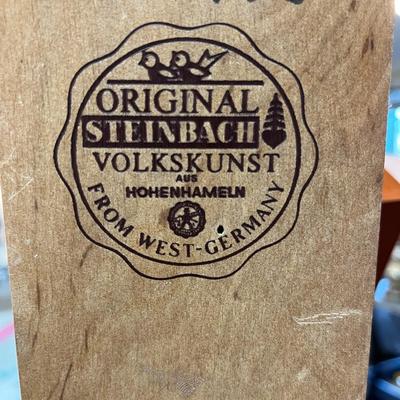 ORIGINAL
STEINBACH
VOLKSKUNST
AUS
HOHENHAMELN
FROM WEST-GERMANY